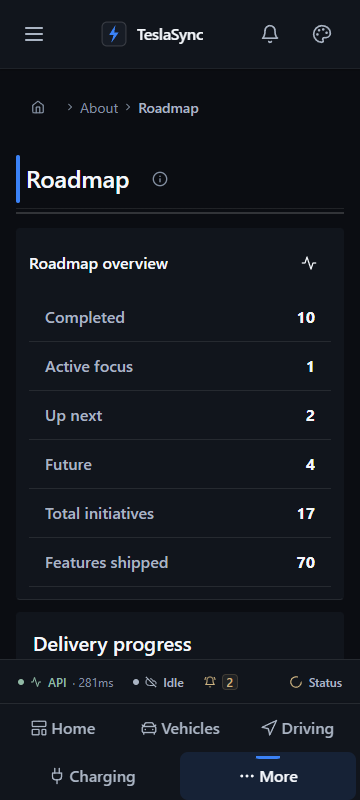 TeslaSync
About Roadmap
Roadmap
Roadmap overview
Completed 10
Active focus 1
Up next 2
Future 4
Total initiatives 17
Features shipped 70
Delivery progress
API · 281ms Idle 2 Status
Home Vehicles Driving
Charging More